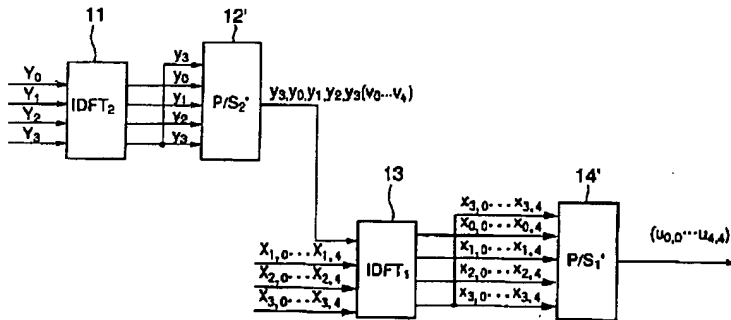 11
12'
Y₀
Y₁
Y₂
Y₃
IDFT₂
y₃
y₀
y₁
y₂
y₃
P/S₂'
y₃,y₀,y₁,y₂,y₃(v₀...v₄)
13
14'
X₁,₀...X₁,₄
X₂,₀...X₂,₄
X₃,₀...X₃,₄
IDFT₁
x₃,₀...x₃,₄
x₀,₀...x₀,₄
x₁,₀...x₁,₄
x₂,₀...x₂,₄
x₃,₀...x₃,₄
P/S₁'
(u₀,₀...u₄,₄)